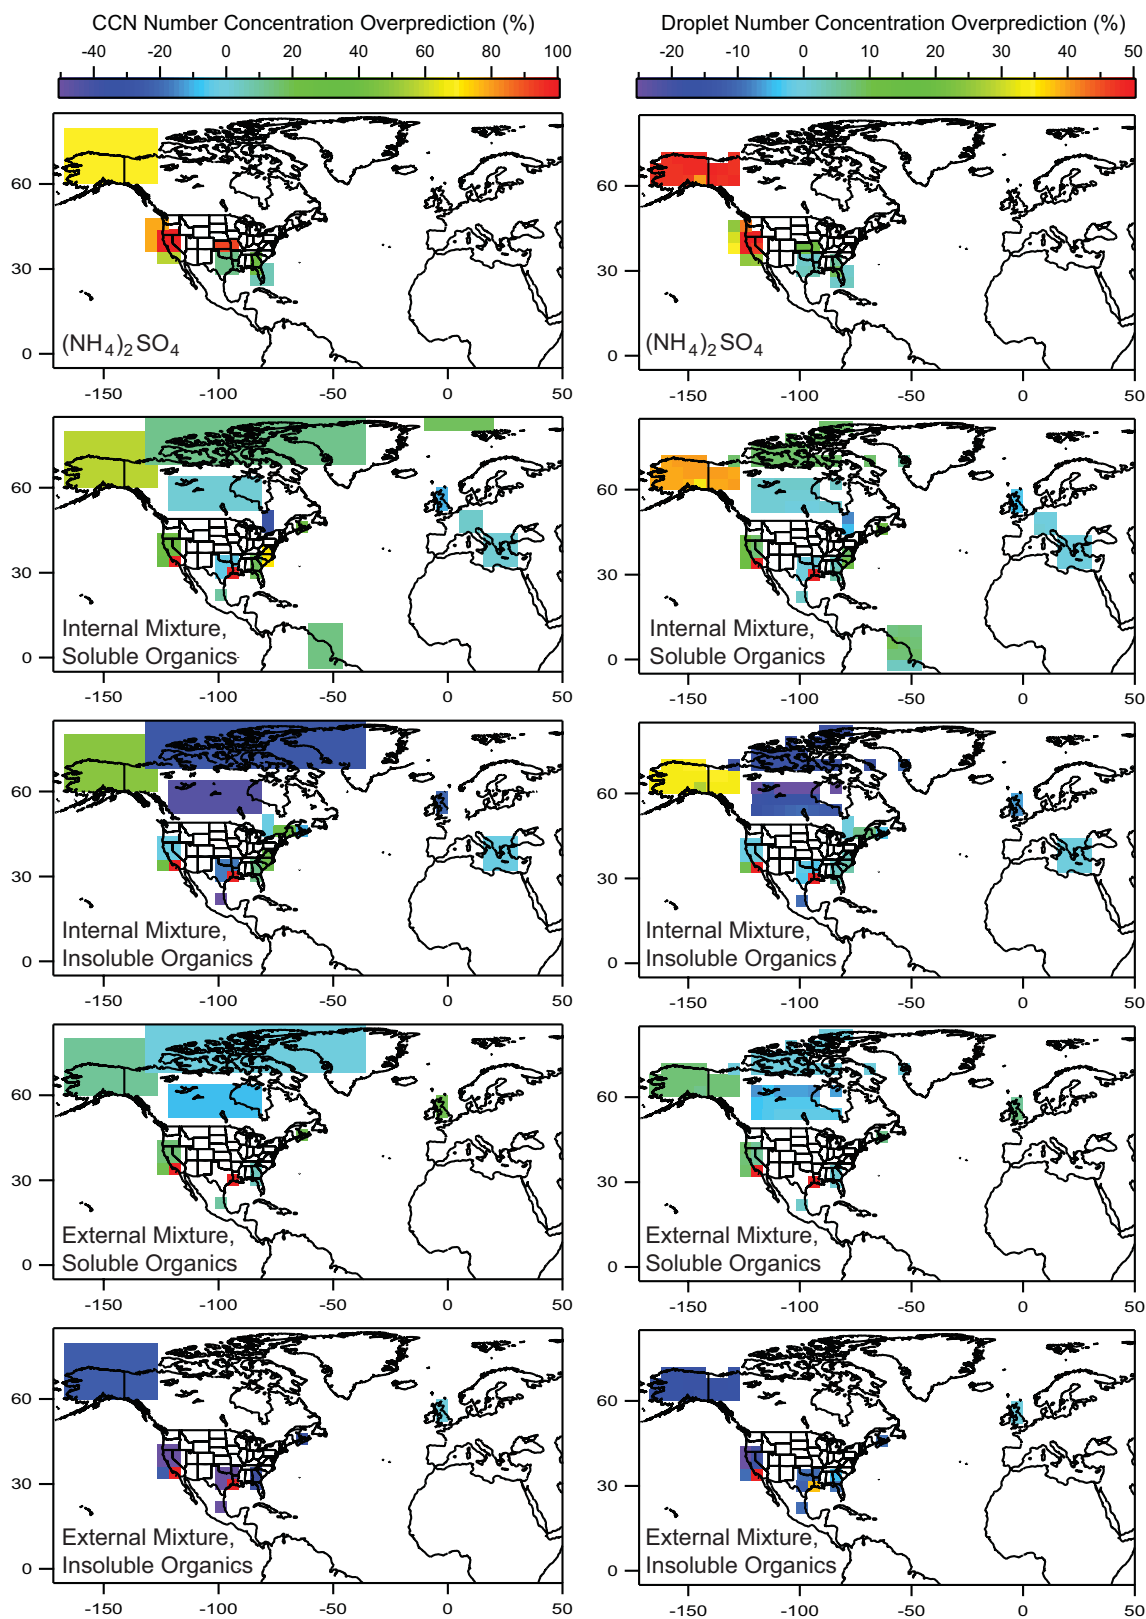 CCN Number Concentration Overprediction (%)
-40 -20 0 20 40 60 80 100
Droplet Number Concentration Overprediction (%)
-20 -10 0 10 20 30 40 50
60
30
0
(NH4)2SO4
-150 -100 -50 0 50
60
30
0
(NH4)2SO4
-150 -100 -50 0 50
60
30
0
Internal Mixture,
Soluble Organics
-150 -100 -50 0 50
60
30
0
Internal Mixture,
Soluble Organics
-150 -100 -50 0 50
60
30
0
Internal Mixture,
Insoluble Organics
-150 -100 -50 0 50
60
30
0
Internal Mixture,
Insoluble Organics
-150 -100 -50 0 50
60
30
0
External Mixture,
Soluble Organics
-150 -100 -50 0 50
60
30
0
External Mixture,
Soluble Organics
-150 -100 -50 0 50
60
30
0
External Mixture,
Insoluble Organics
-150 -100 -50 0 50
60
30
0
External Mixture,
Insoluble Organics
-150 -100 -50 0 50